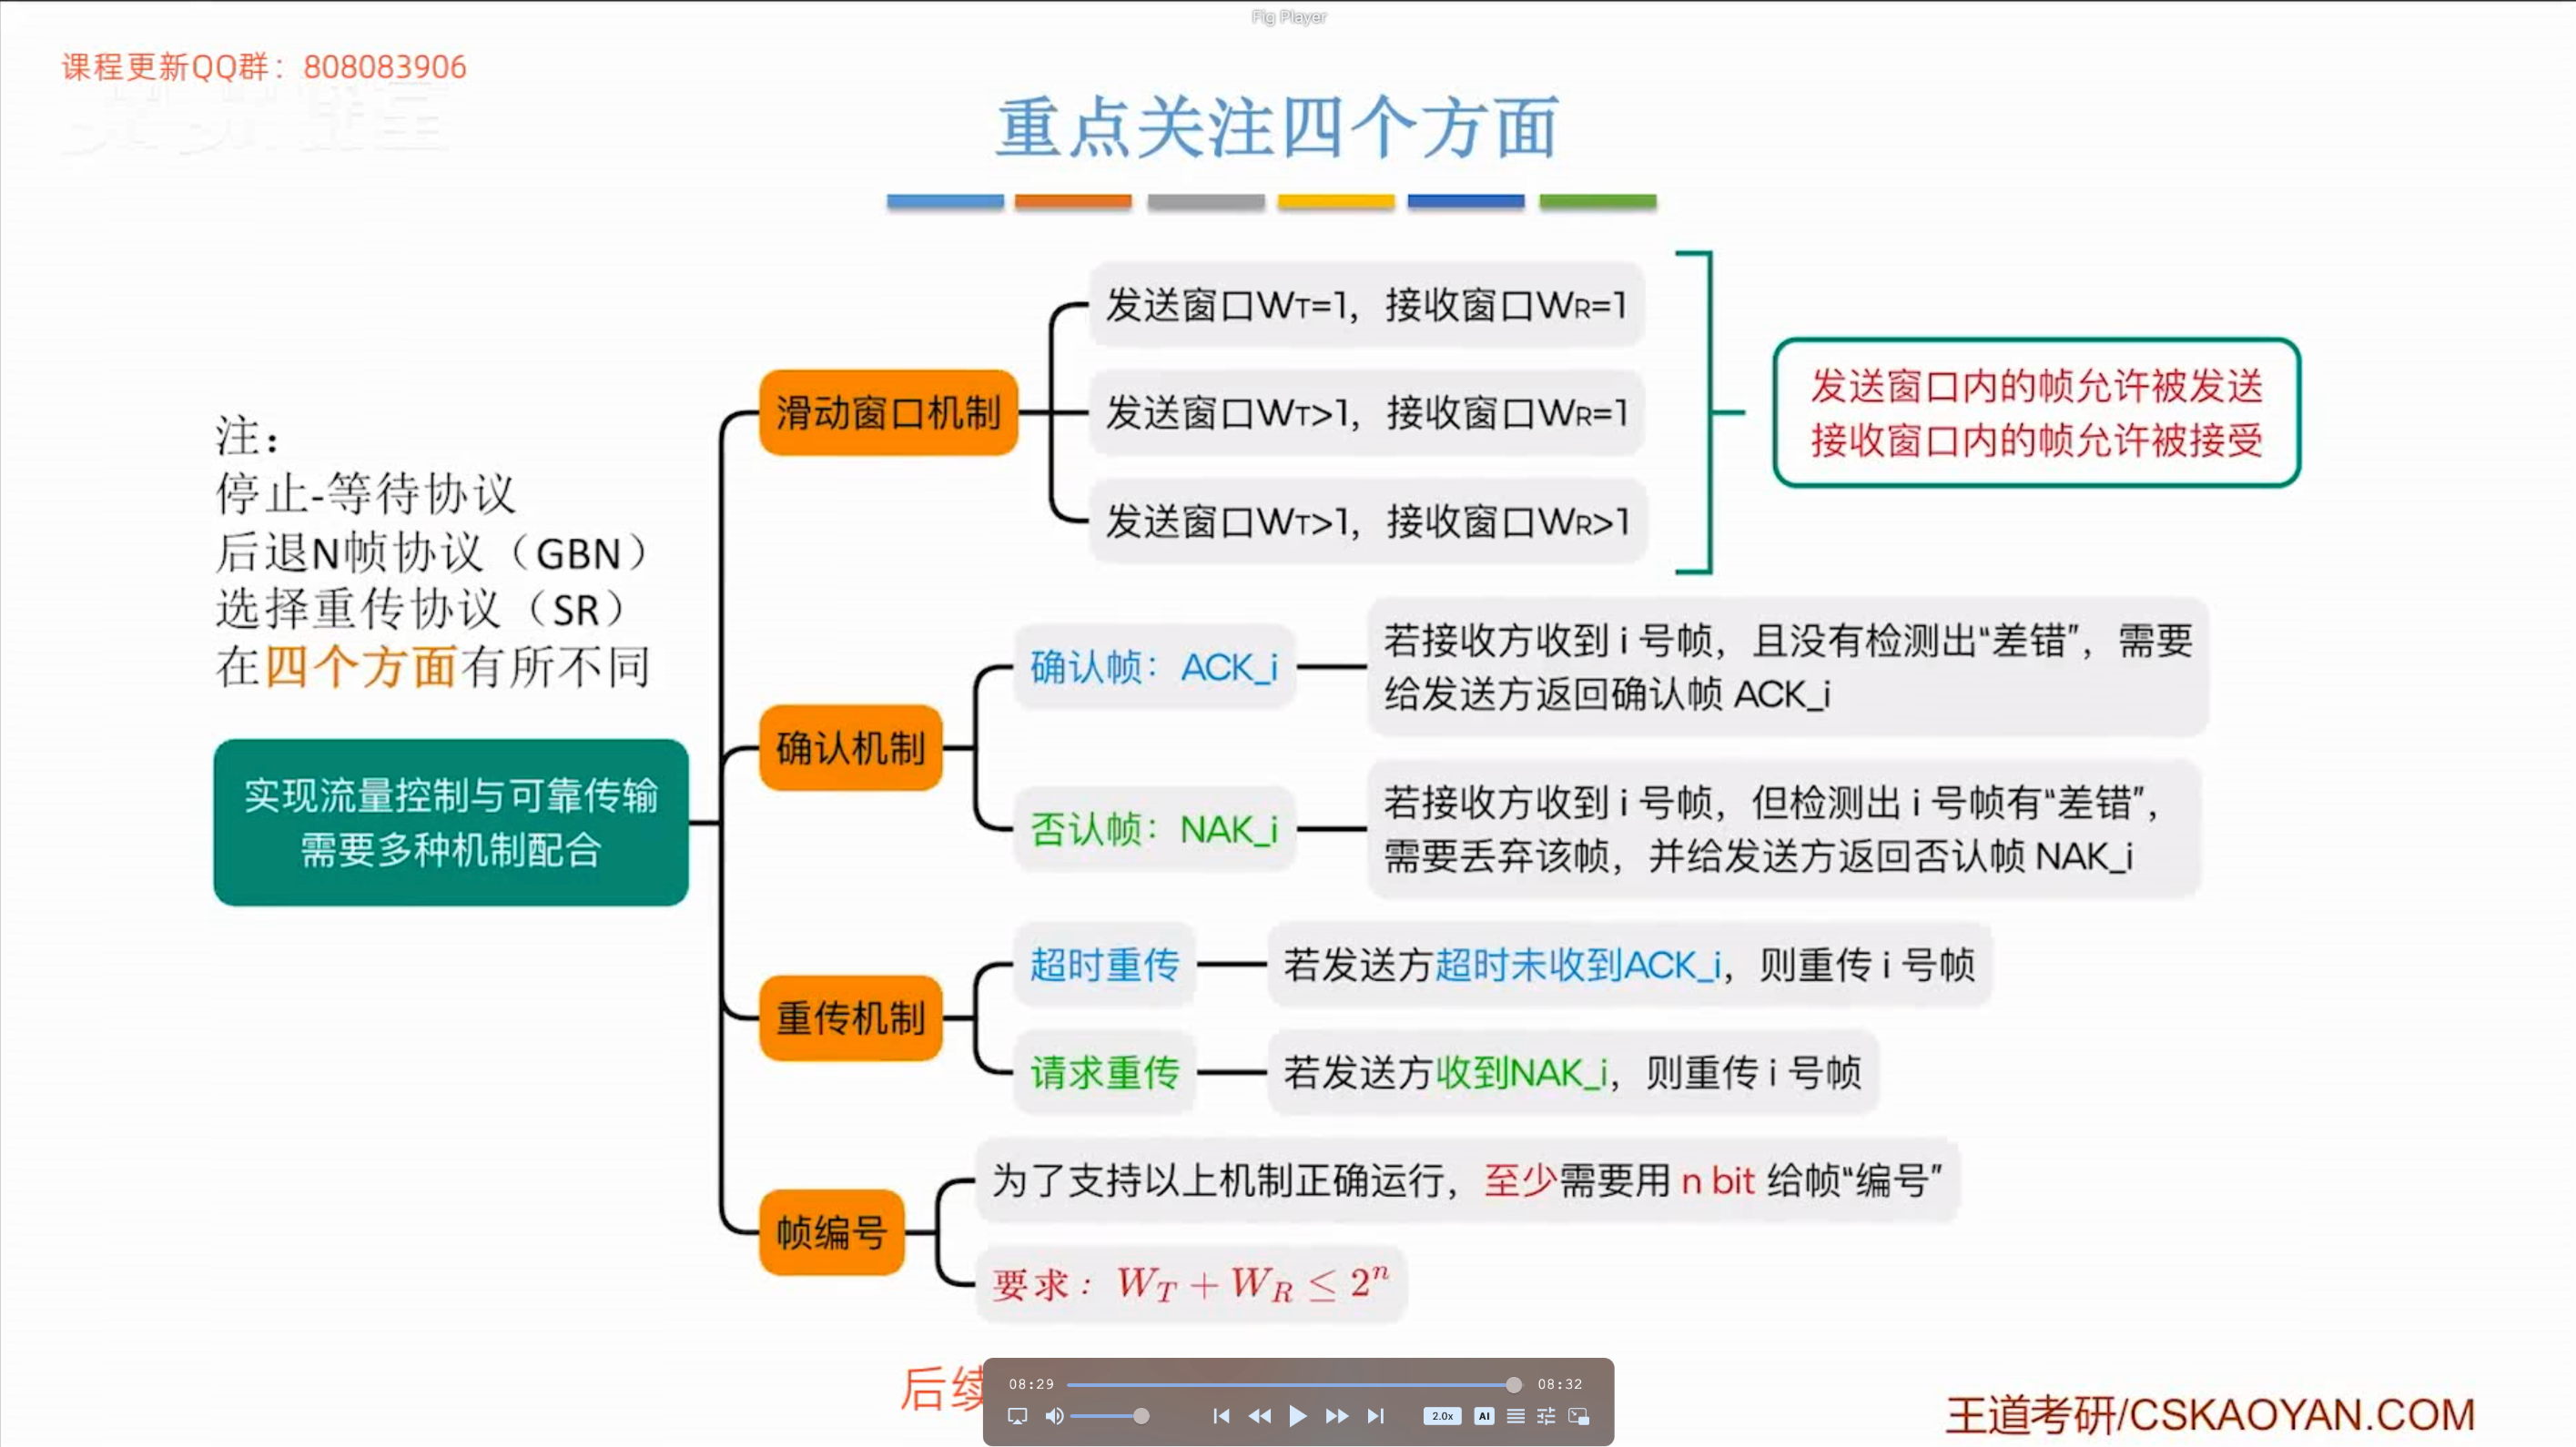 Fig Player
课程更新QQ群：808083906
重点关注四个方面
注：
停止-等待协议
后退N帧协议（GBN）
选择重传协议（SR）
在四个方面有所不同
实现流量控制与可靠传输
需要多种机制配合
滑动窗口机制
发送窗口WT=1，接收窗口WR=1
发送窗口WT>1，接收窗口WR=1
发送窗口WT>1，接收窗口WR>1
发送窗口内的帧允许被发送
接收窗口内的帧允许被接受
确认机制
确认帧：ACK_i
若接收方收到 i 号帧，且没有检测出“差错”，需要
给发送方返回确认帧 ACK_i
否认帧：NAK_i
若接收方收到 i 号帧，但检测出 i 号帧有“差错”，
需要丢弃该帧，并给发送方返回否认帧 NAK_i
重传机制
超时重传
若发送方超时未收到ACK_i，则重传 i 号帧
请求重传
若发送方收到NAK_i，则重传 i 号帧
帧编号
为了支持以上机制正确运行，至少需要用 n bit 给帧“编号”
要求：W_T + W_R ≤ 2^n
后续
08:29
08:32
2.0x
AI
王道考研/CSKAOYAN.COM